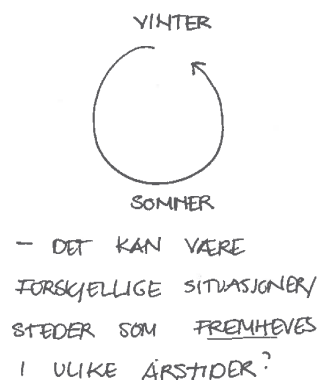 VINTER
SOMMER
- DET KAN VÆRE
FORSKJELLIGE SITUASJONER/
STEDER SOM FREMHEVES
I ULIKE ÅRSTIDER?